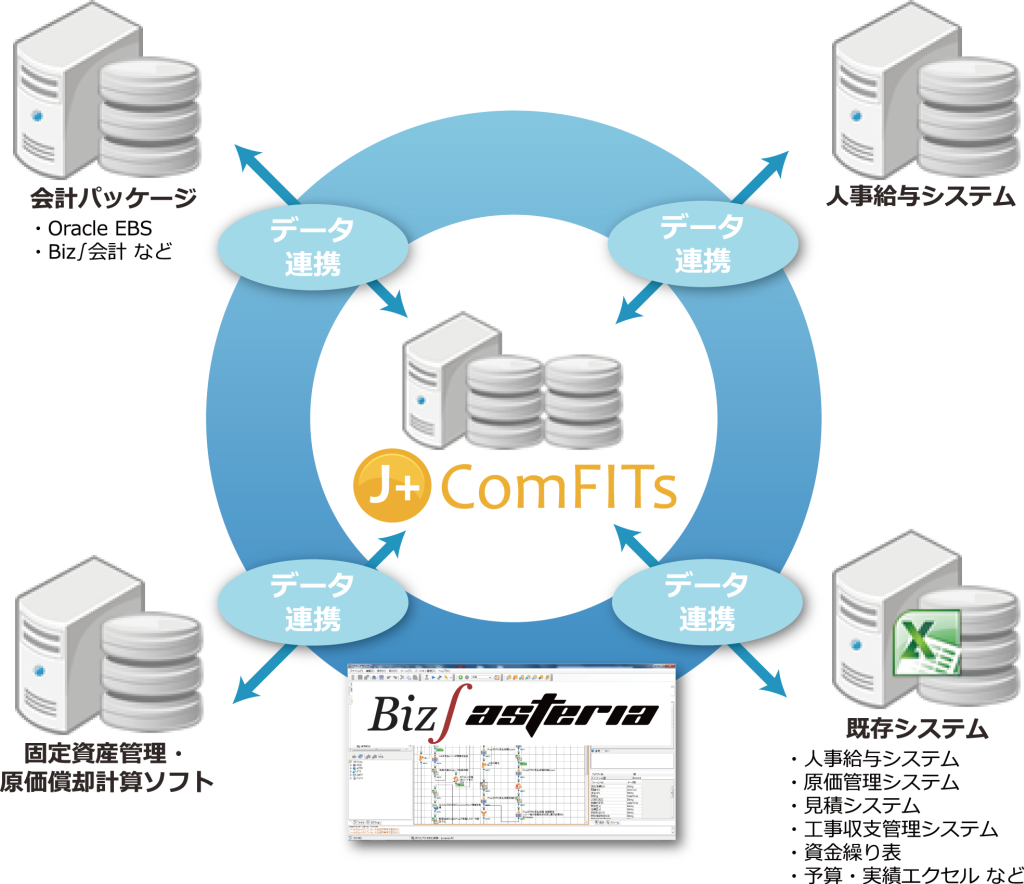 会計パッケージ
・Oracle EBS
・Biz∫会計 など
人事給与システム
データ
連携
データ
連携
J+ ComFITs
データ
連携
データ
連携
固定資産管理・
原価償却計算ソフト
Biz∫ asteria
既存システム
・人事給与システム
・原価管理システム
・見積システム
・工事収支管理システム
・資金繰り表
・予算・実績エクセル など